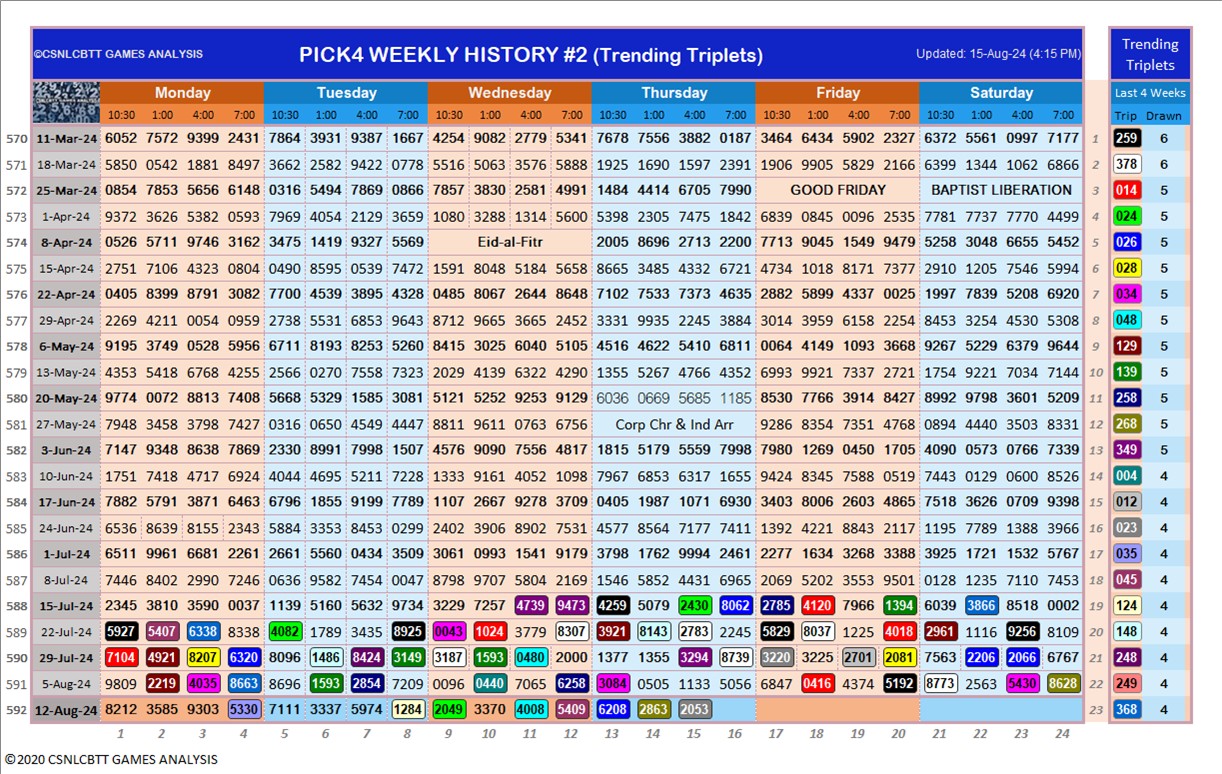 ©CSNLCBTT GAMES ANALYSIS PICK4 WEEKLY HISTORY #2 (Trending Triplets) Updated: 15-Aug-24 (4:15 PM) Trending Triplets
Monday Tuesday Wednesday Thursday Friday Saturday Last 4 Weeks
10:30 1:00 4:00 7:00 10:30 1:00 4:00 7:00 10:30 1:00 4:00 7:00 10:30 1:00 4:00 7:00 10:30 1:00 4:00 7:00 10:30 1:00 4:00 7:00 Trip Drawn
570 11-Mar-24 6052 7572 9399 2431 7864 3931 9387 1667 4254 9082 2779 5341 7678 7556 3882 0187 3464 6434 5902 2327 6372 5561 0997 7177 1 259 6
571 18-Mar-24 5850 0542 1881 8497 3662 2582 9422 0773 2516 5063 3576 5888 1925 1690 1597 2391 1906 9905 5829 2166 6399 1344 1062 6866 2 378 6
572 25-Mar-24 0854 7853 5656 6148 0316 5494 7869 0866 7857 3830 2581 4991 1484 4414 6705 7990 GOOD FRIDAY BAPTIST LIBERATION 3 014 5
573 1-Apr-24 9372 3626 5382 0593 7969 4054 2129 3659 1080 3288 1314 5600 5398 2305 7475 1842 6839 0845 0096 2535 7781 7737 7770 4499 4 024 5
574 8-Apr-24 0526 5711 9746 3162 3475 1419 9327 5569 Eid-al-Fitr 2005 8696 2713 2200 7713 9045 1549 9479 5258 3048 6655 5452 5 026 5
575 15-Apr-24 2751 7106 4323 0804 0490 8595 0539 7472 1591 8048 5184 5658 8665 3485 4332 6721 4734 1018 8171 7377 2910 1205 7546 5994 6 028 5
576 22-Apr-24 0405 8399 8791 3082 7700 4539 3895 4328 0485 8067 2644 8648 7102 7533 7373 4635 2882 5899 4337 0025 1997 7839 5208 6920 7 034 5
577 29-Apr-24 2269 4211 0054 0959 2738 5531 6853 9643 8712 9665 3665 2452 3331 9935 2245 3884 3014 3959 6158 2254 8453 3254 4530 5308 8 048 5
578 6-May-24 9195 3749 0528 5956 6711 8193 8253 5260 8415 3025 6040 5105 4516 4622 5410 6811 0064 4149 1093 3668 9267 5229 6379 9644 9 129 5
579 13-May-24 4353 5418 6768 4255 2566 0270 7558 7323 2029 4139 6322 4290 1355 5267 4766 4352 6993 9921 7337 2721 1754 9221 7034 7144 10 139 5
580 20-May-24 9774 0072 8813 7408 5668 5329 1585 3081 5121 5252 9253 9129 6036 0669 5685 1185 8530 7766 3914 8427 8992 9798 3601 5209 11 258 5
581 27-May-24 7948 3458 3798 7427 0316 0650 4549 4447 8811 9611 0763 6756 Corp Chr & Ind Arr 9286 8354 7351 4768 0894 4440 3503 8331 12 268 5
582 3-Jun-24 7147 9348 8638 7869 2330 8991 7998 1507 4576 9090 7556 4817 1815 5179 5559 7998 7980 1269 0450 1705 4090 0573 0766 7339 13 349 5
583 10-Jun-24 1751 7418 4717 6924 4044 4695 5211 7228 1333 9161 4052 1098 7967 6853 6317 1655 9424 8345 7588 0519 7443 0129 0600 8526 14 004 4
584 17-Jun-24 7882 5791 3871 6463 6796 1855 9199 7789 1107 2667 9278 3709 0405 1987 1071 6930 3403 8006 2603 4865 7518 3626 0709 9398 15 012 4
585 24-Jun-24 6536 8639 8155 2343 5884 3353 8453 0299 2402 3906 8902 7531 4577 8564 7177 7411 1392 4221 8843 2117 1195 7789 1388 3966 16 023 4
586 1-Jul-24 6511 9961 6681 2261 2661 5560 0434 3509 3061 0993 1541 9179 3798 1762 9994 2461 2277 1634 3268 3388 3925 1721 1532 5767 17 035 4
587 8-Jul-24 7446 8402 2990 7246 0636 9582 7454 0047 8798 9707 5804 2169 1546 5852 4431 6965 2069 5202 3553 9501 0128 1235 7110 7453 18 045 4
588 15-Jul-24 2345 3810 3590 0037 1139 5160 5632 9734 3229 7257 4739 9473 4259 5079 2430 8062 2785 4120 7966 1394 6039 3866 8518 0002 19 124 4
589 22-Jul-24 5927 5407 6338 8338 4082 1789 3435 8925 0043 1024 3779 8307 3921 8143 2783 2245 5829 8037 1225 4018 2961 1116 9256 8109 20 148 4
590 29-Jul-24 7104 4921 8207 6320 8096 1486 8424 3149 3187 1593 0480 2000 1377 1355 3294 8739 3220 3225 2701 2081 7563 2206 2066 6767 21 248 4
591 5-Aug-24 9809 2219 4035 8663 8696 1593 2854 7209 0096 0440 7065 6258 3084 0505 1133 5056 6847 0416 4374 5192 8773 2563 5430 8628 22 249 4
592 12-Aug-24 8212 3585 9303 5330 7111 3337 5974 1284 2049 3370 4008 5409 6208 2863 2053 23 368 4
1 2 3 4 5 6 7 8 9 10 11 12 13 14 15 16 17 18 19 20 21 22 23 24
©2020 CSNLCBTT GAMES ANALYSIS